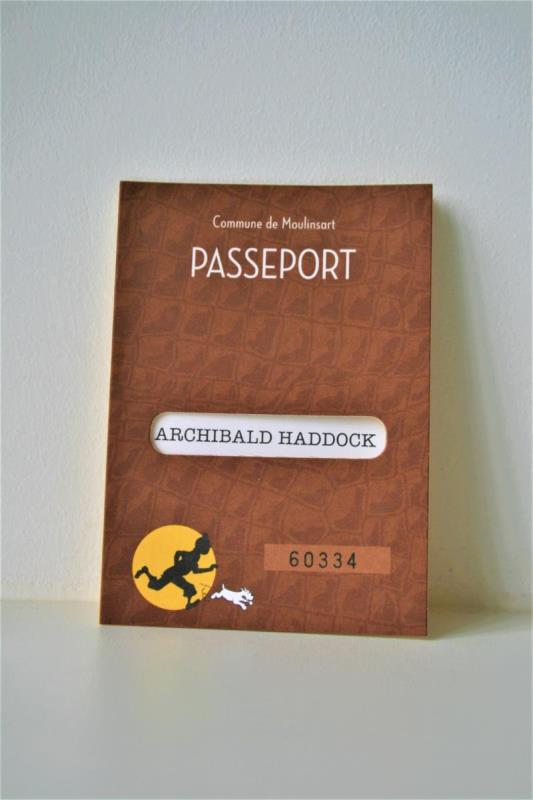 Commune de Moulinsart
PASSEPORT
ARCHIBALD HADDOCK
60334